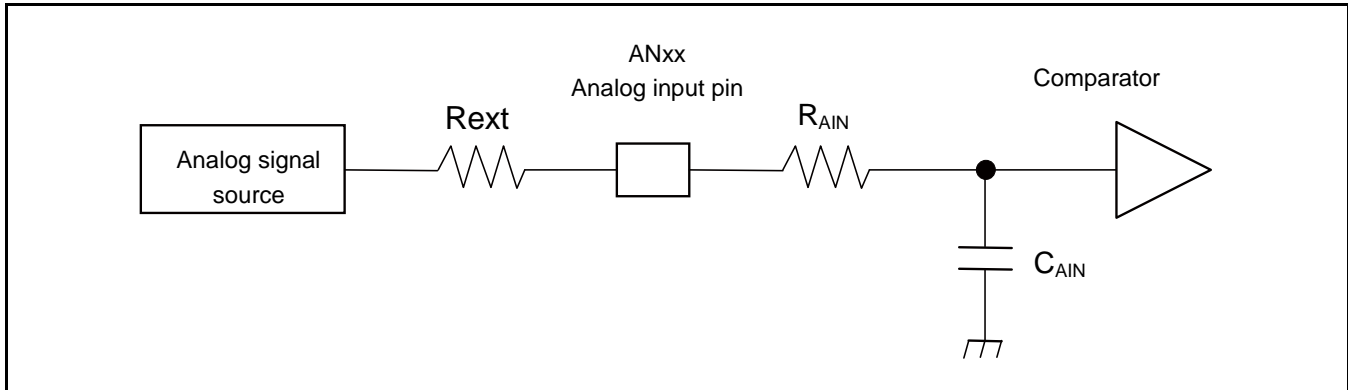 ANxx
Analog input pin
Comparator
Rext
RAIN
Analog signal
source
CAIN